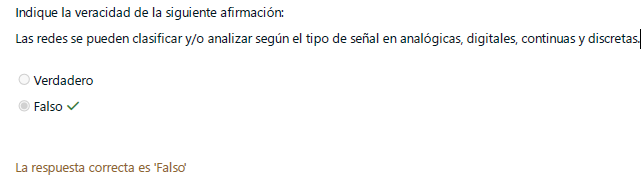 Indique la veracidad de la siguiente afirmación:
Las redes se pueden clasificar y/o analizar según el tipo de señal en analógicas, digitales, continuas y discretas.
Verdadero
Falso
La respuesta correcta es 'Falso'